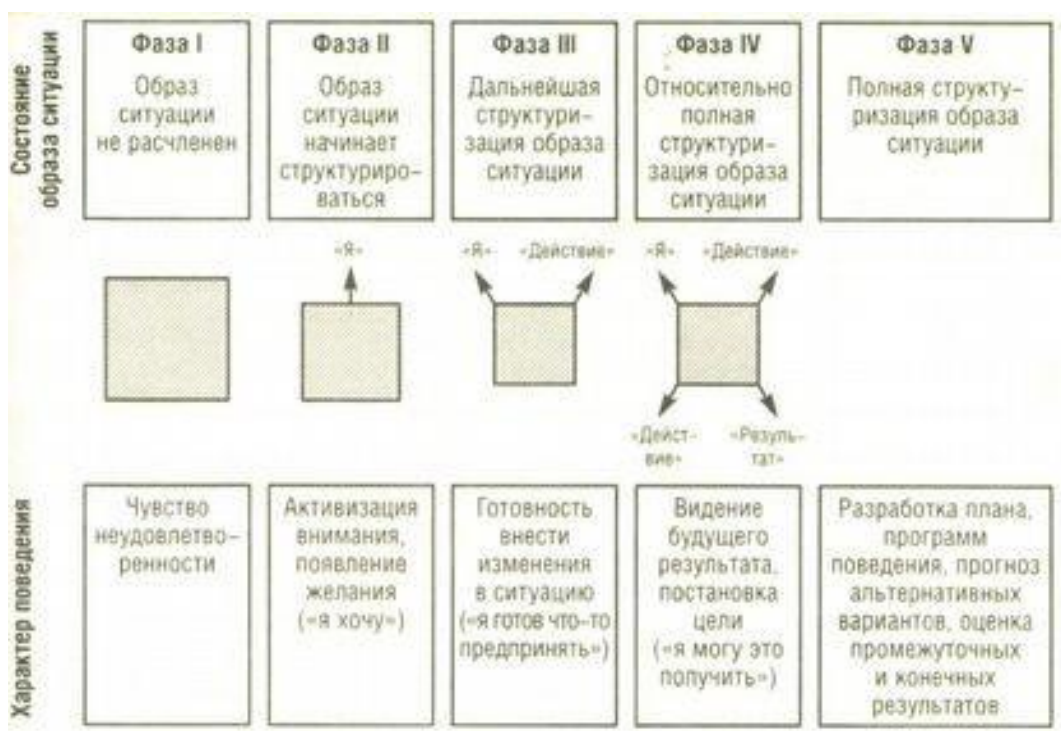 Состояние
образа ситуации
Фаза I
Образ
ситуации
не расчленен
Фаза II
Образ
ситуации
начинает
структуриро-
ваться
Фаза III
Дальнейшая
структури-
зация образа
ситуации
Фаза IV
Относительно
полная
структури-
зация образа
ситуации
Фаза V
Полная структу-
ризация образа
ситуации
«Я»
«Я» «Действие»
«Я» «Действие»
«Дейст-
вие»
«Резуль-
тат»
Характер поведения
Чувство
неудовлетво-
ренности
Активизация
внимания,
появление
желания
(«я хочу»)
Готовность
внести
изменения
в ситуацию
(«я готов что-то
предпринять»)
Видение
будущего
результата,
постановка
цели
(«я могу это
получить»)
Разработка плана,
программ
поведения, прогноз
альтернативных
вариантов, оценка
промежуточных
и конечных
результатов